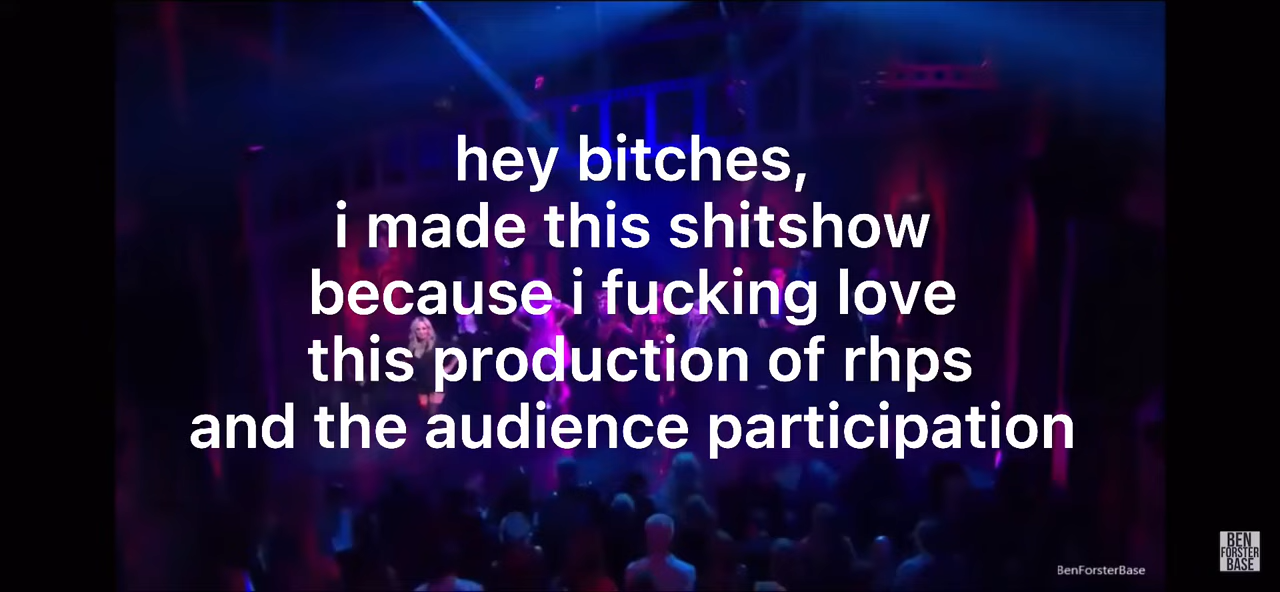 hey bitches,
i made this shitshow
because i fucking love
this production of rhps
and the audience participation
BenForsterBase
BEN
FORSTER
BASE